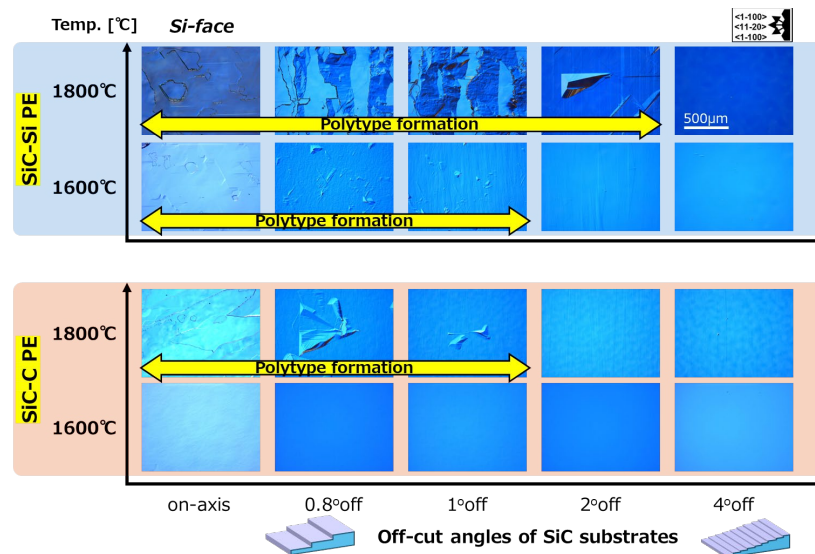 Temp. [℃]
Si-face
<1-100>
<11-20>
<1-100>
SiC-Si PE
1800℃
Polytype formation
500μm
1600℃
Polytype formation
SiC-C PE
1800℃
Polytype formation
1600℃
on-axis
0.8°off
1°off
2°off
4°off
Off-cut angles of SiC substrates